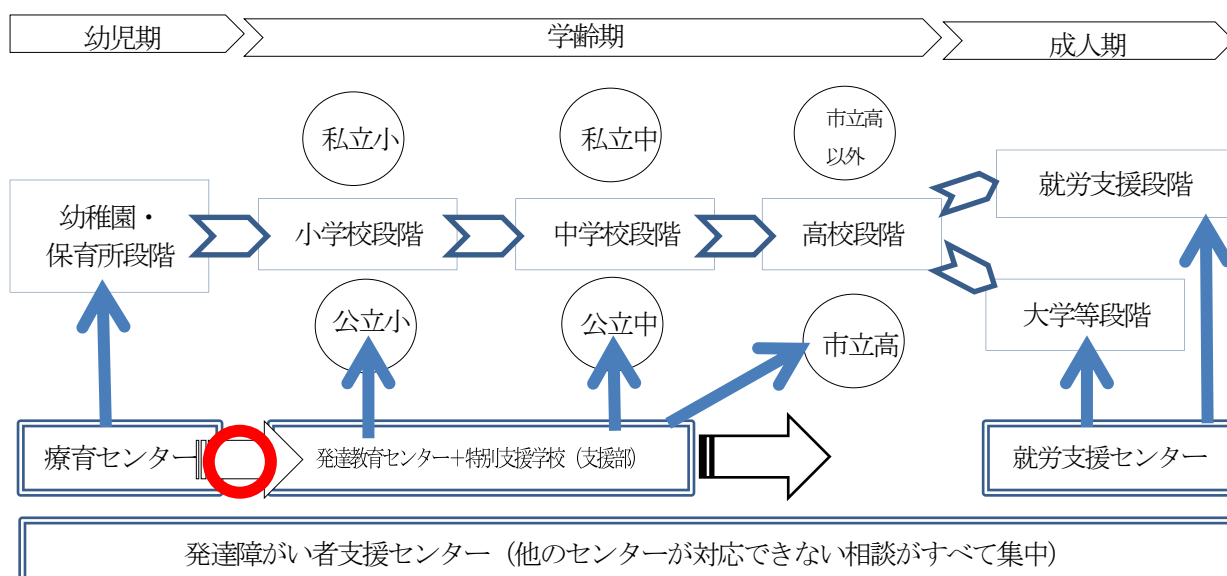 幼児期
学齢期
成人期
私立小
私立中
市立高
以外
幼稚園・
保育所段階
小学校段階
中学校段階
高校段階
就労支援段階
公立小
公立中
市立高
大学等段階
療育センター
発達教育センター+特別支援学校(支援部)
就労支援センター
発達障がい者支援センター(他のセンターが対応できない相談がすべて集中)